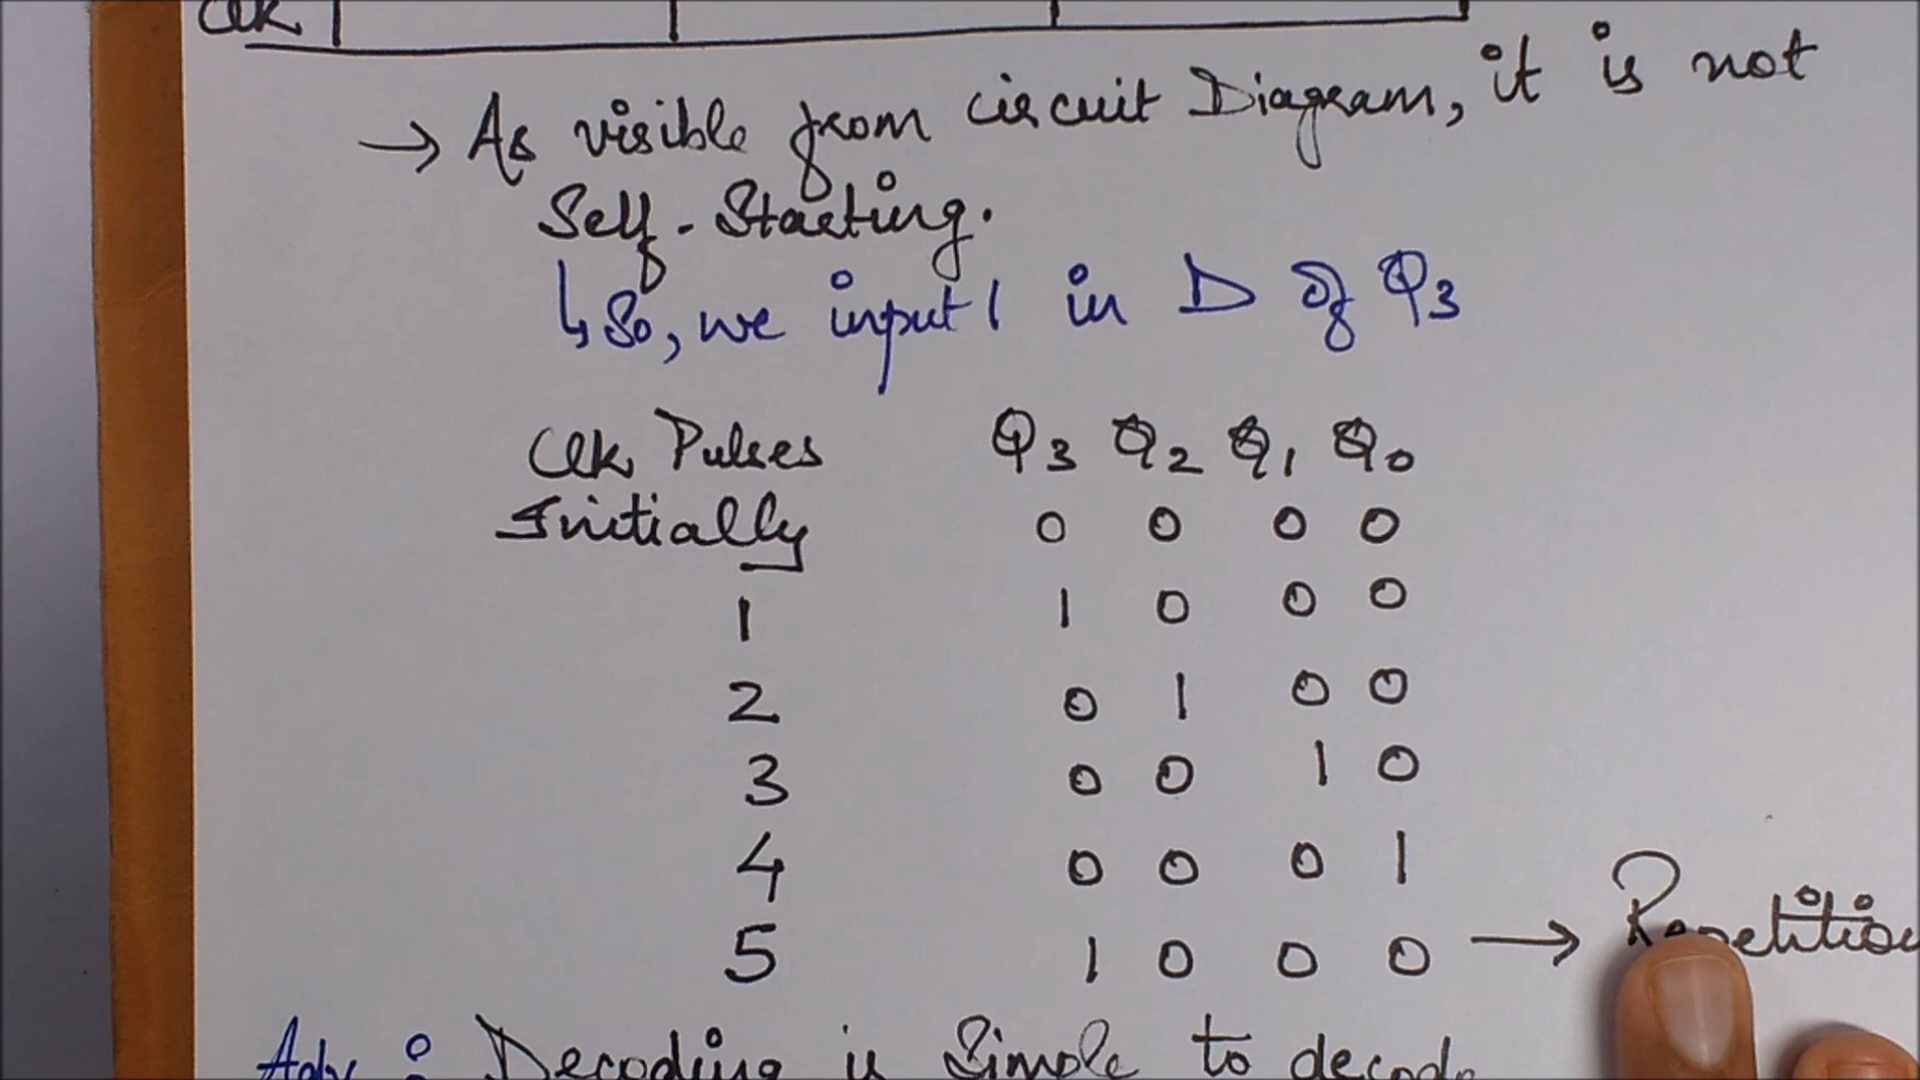 Clk
→ As visible from circuit Diagram, it is not
Self-Starting.
↳ So, we input 1 in D of Q3
Clk Pulses Q3 Q2 Q1 Q0
Initially 0 0 0 0
1 1 0 0 0
2 0 1 0 0
3 0 0 1 0
4 0 0 0 1
5 1 0 0 0 → Repetition
Adv : Decoding is Simple to decode